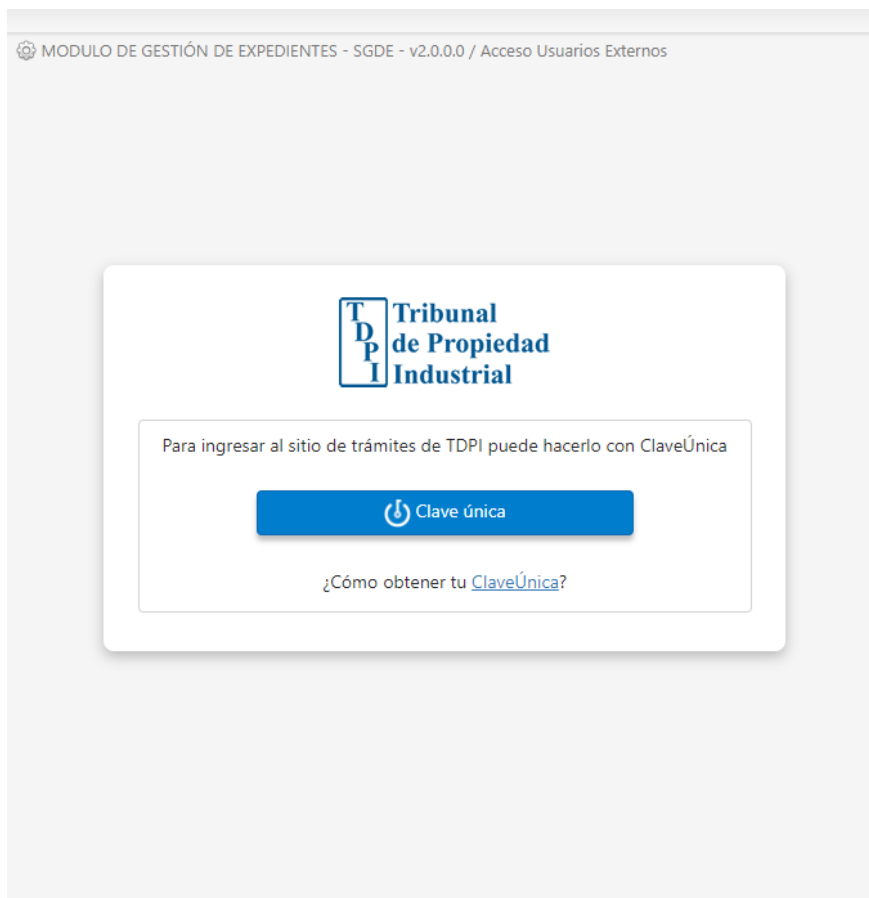 MODULO DE GESTIÓN DE EXPEDIENTES - SGDE - v2.0.0.0 / Acceso Usuarios Externos
TDPI
Tribunal
de Propiedad
Industrial
Para ingresar al sitio de trámites de TDPI puede hacerlo con ClaveÚnica
Clave única
¿Cómo obtener tu ClaveÚnica?